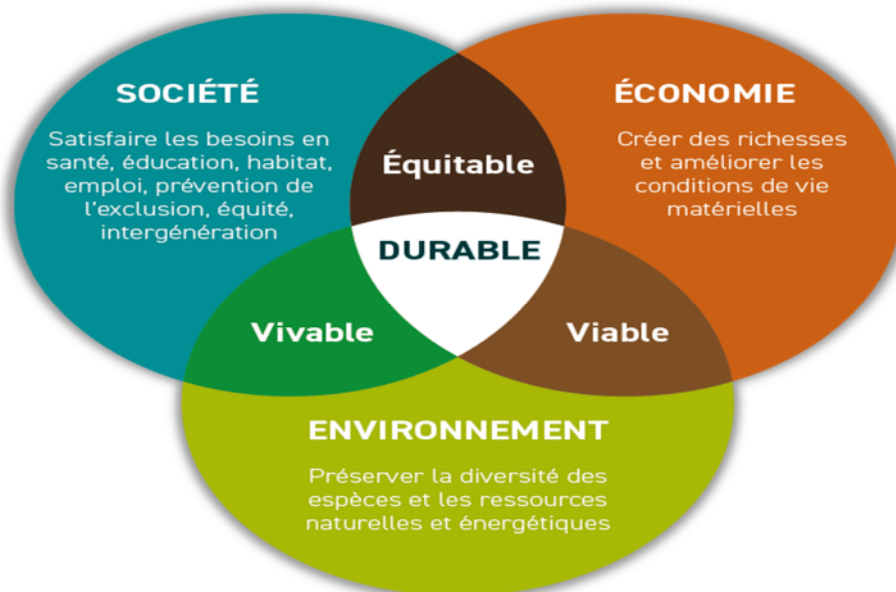 SOCIÉTÉ
Satisfaire les besoins en
santé, éducation, habitat,
emploi, prévention de
l'exclusion, équité,
intergénération
ÉCONOMIE
Créer des richesses
et améliorer les
conditions de vie
matérielles
Équitable
DURABLE
Vivable
Viable
ENVIRONNEMENT
Préserver la diversité des
espèces et les ressources
naturelles et énergétiques